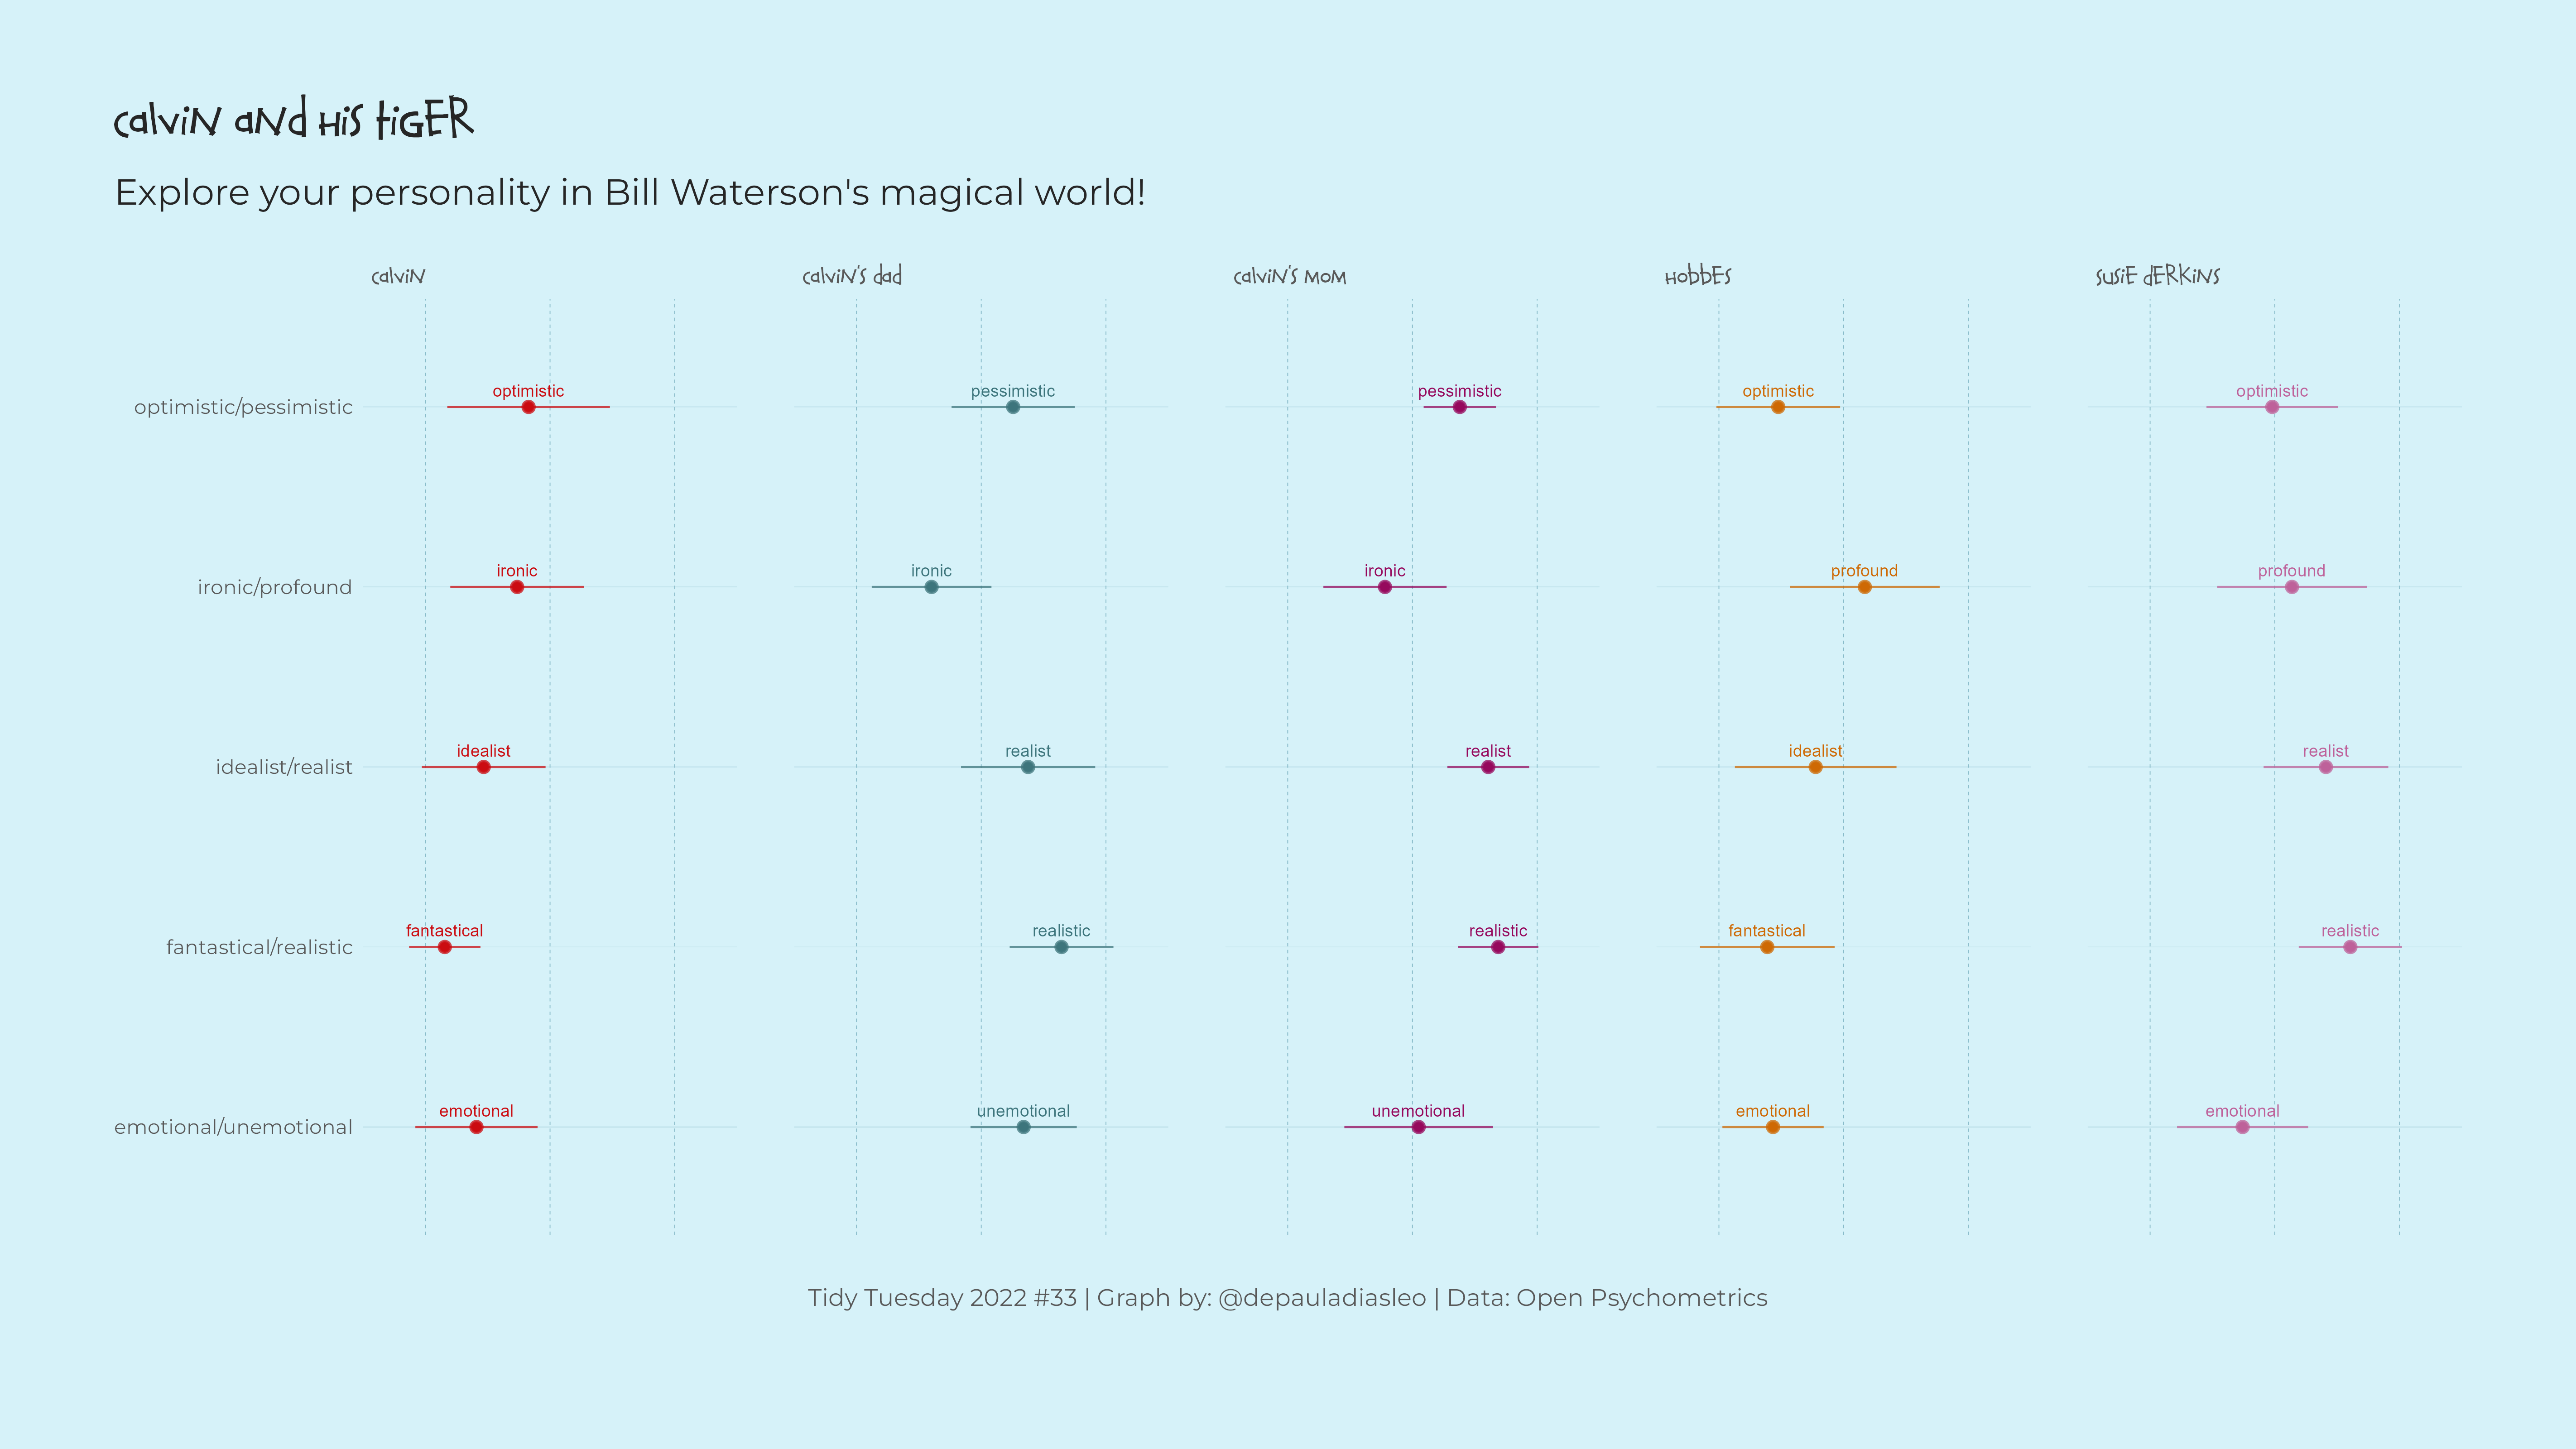 calviN aNd His tiGER
Explore your personality in Bill Waterson's magical world!
calviN calviN's dad calviN's MoM HobbEs susiE dERKiNs
optimistic/pessimistic optimistic pessimistic pessimistic optimistic optimistic
ironic/profound ironic ironic ironic profound profound
idealist/realist idealist realist realist idealist realist
fantastical/realistic fantastical realistic realistic fantastical realistic
emotional/unemotional emotional unemotional unemotional emotional emotional
Tidy Tuesday 2022 #33 | Graph by: @depauladiasleo | Data: Open Psychometrics